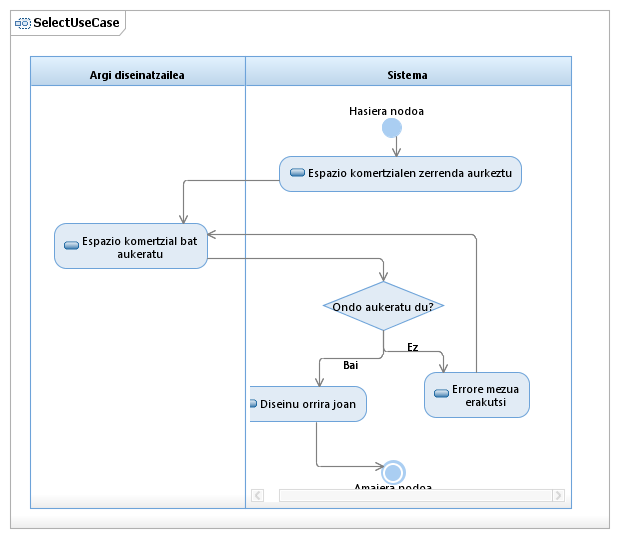 SelectUseCase
Argi diseinatzailea
Sistema
Hasiera nodoa
Espazio komertzialen zerrenda aurkeztu
Espazio komertzial bat
aukeratu
Ondo aukeratu du?
Ez
Bai
Errore mezua
erakutsi
Diseinu orrira joan
Amaiera nodoa